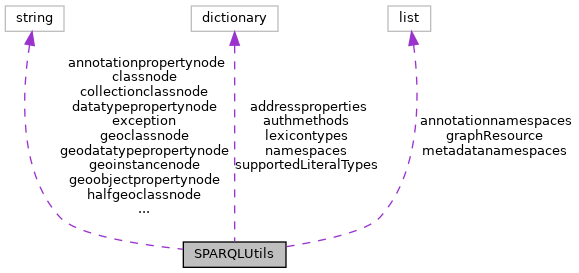 string
dictionary
list
annotationpropertynode
classnode
collectionclassnode
datatypepropertynode
exception
geoclassnode
geodatatypepropertynode
geoinstancenode
geoobjectpropertynode
halfgeoclassnode
...
addressproperties
authmethods
lexicontypes
namespaces
supportedLiteralTypes
annotationnamespaces
graphResource
metadatanamespaces
SPARQLUtils